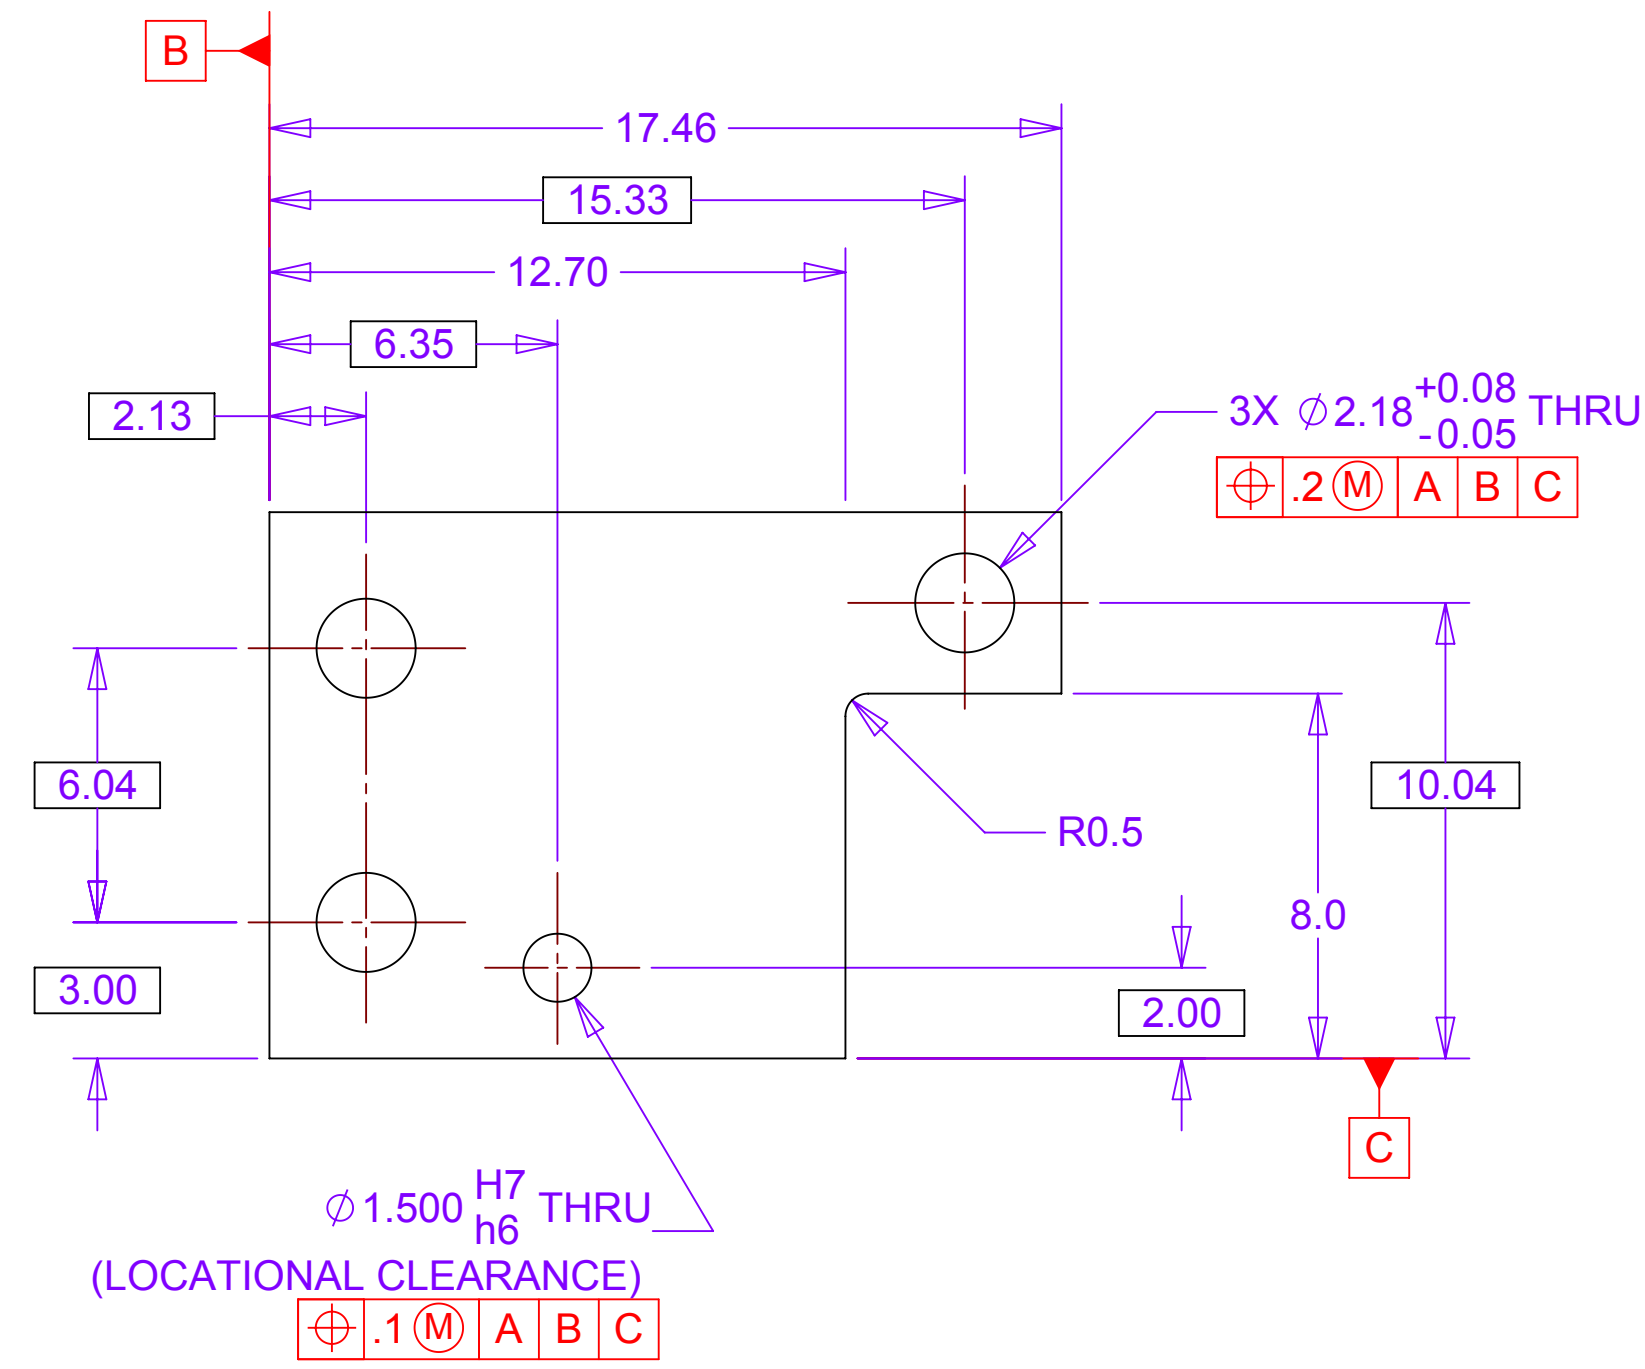 B
17.46
15.33
12.70
6.35
2.13
3X ∅2.18 +0.08 -0.05 THRU
⌖ .2 Ⓜ A B C
6.04
10.04
R0.5
8.0
3.00
2.00
C
∅1.500 H7 h6 THRU
(LOCATIONAL CLEARANCE)
⌖ .1 Ⓜ A B C